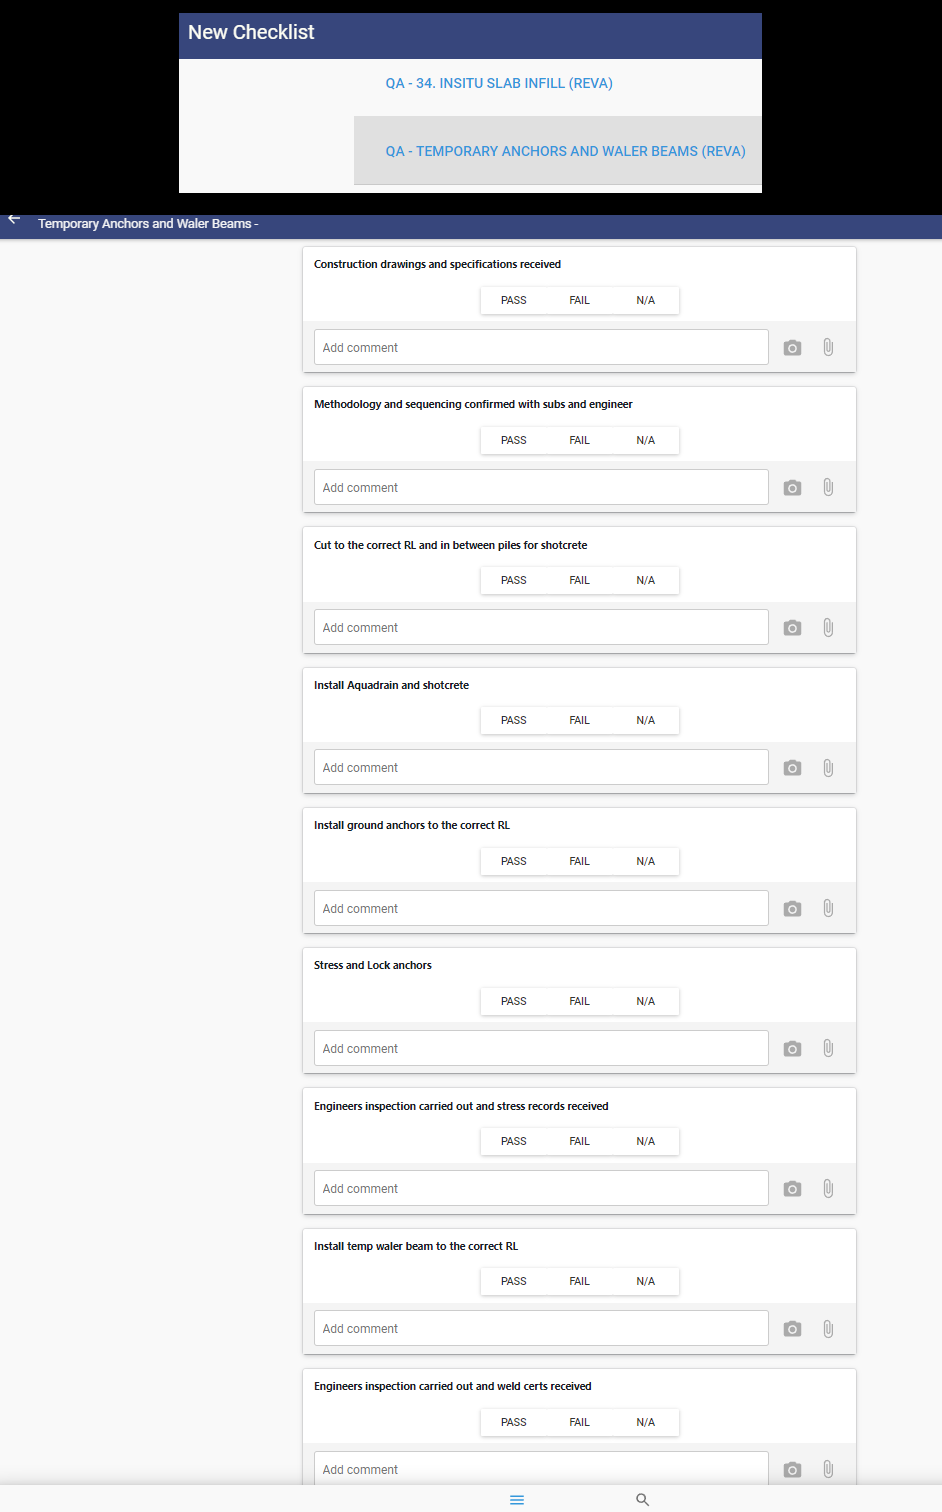 New Checklist
QA - 34. INSITU SLAB INFILL (REVA)
QA - TEMPORARY ANCHORS AND WALER BEAMS (REVA)
Temporary Anchors and Waler Beams -
Construction drawings and specifications received
PASS FAIL N/A
Add comment
Methodology and sequencing confirmed with subs and engineer
PASS FAIL N/A
Add comment
Cut to the correct RL and in between piles for shotcrete
PASS FAIL N/A
Add comment
Install Aquadrain and shotcrete
PASS FAIL N/A
Add comment
Install ground anchors to the correct RL
PASS FAIL N/A
Add comment
Stress and Lock anchors
PASS FAIL N/A
Add comment
Engineers inspection carried out and stress records received
PASS FAIL N/A
Add comment
Install temp waler beam to the correct RL
PASS FAIL N/A
Add comment
Engineers inspection carried out and weld certs received
PASS FAIL N/A
Add comment